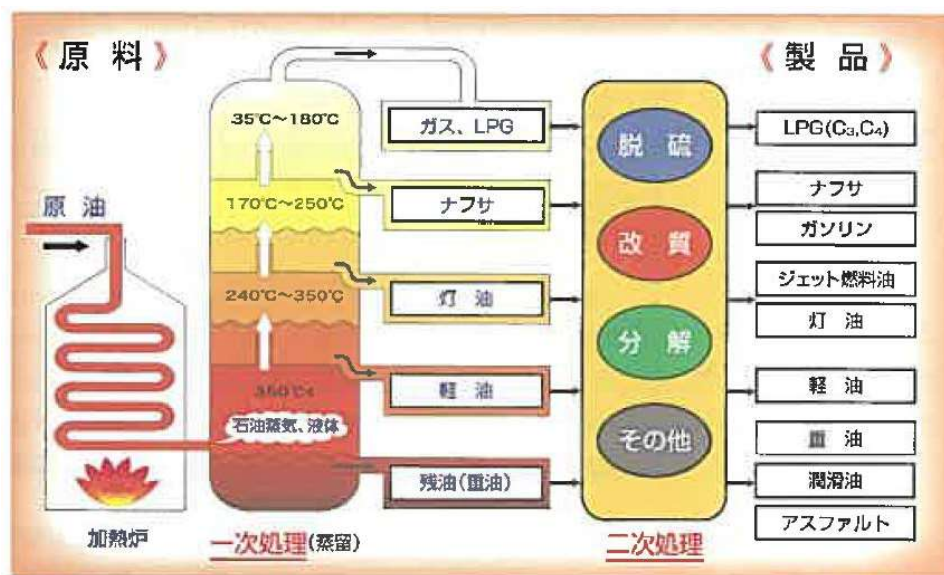 《原料》
《製品》
原油
加熱炉
35℃～180℃
170℃～250℃
240℃～350℃
石油蒸気、液体
一次処理(蒸留)
ガス、LPG
ナフサ
灯油
軽油
残油(重油)
脱硫
改質
分解
その他
二次処理
LPG(C3,C4)
ナフサ
ガソリン
ジェット燃料油
灯油
軽油
重油
潤滑油
アスファルト